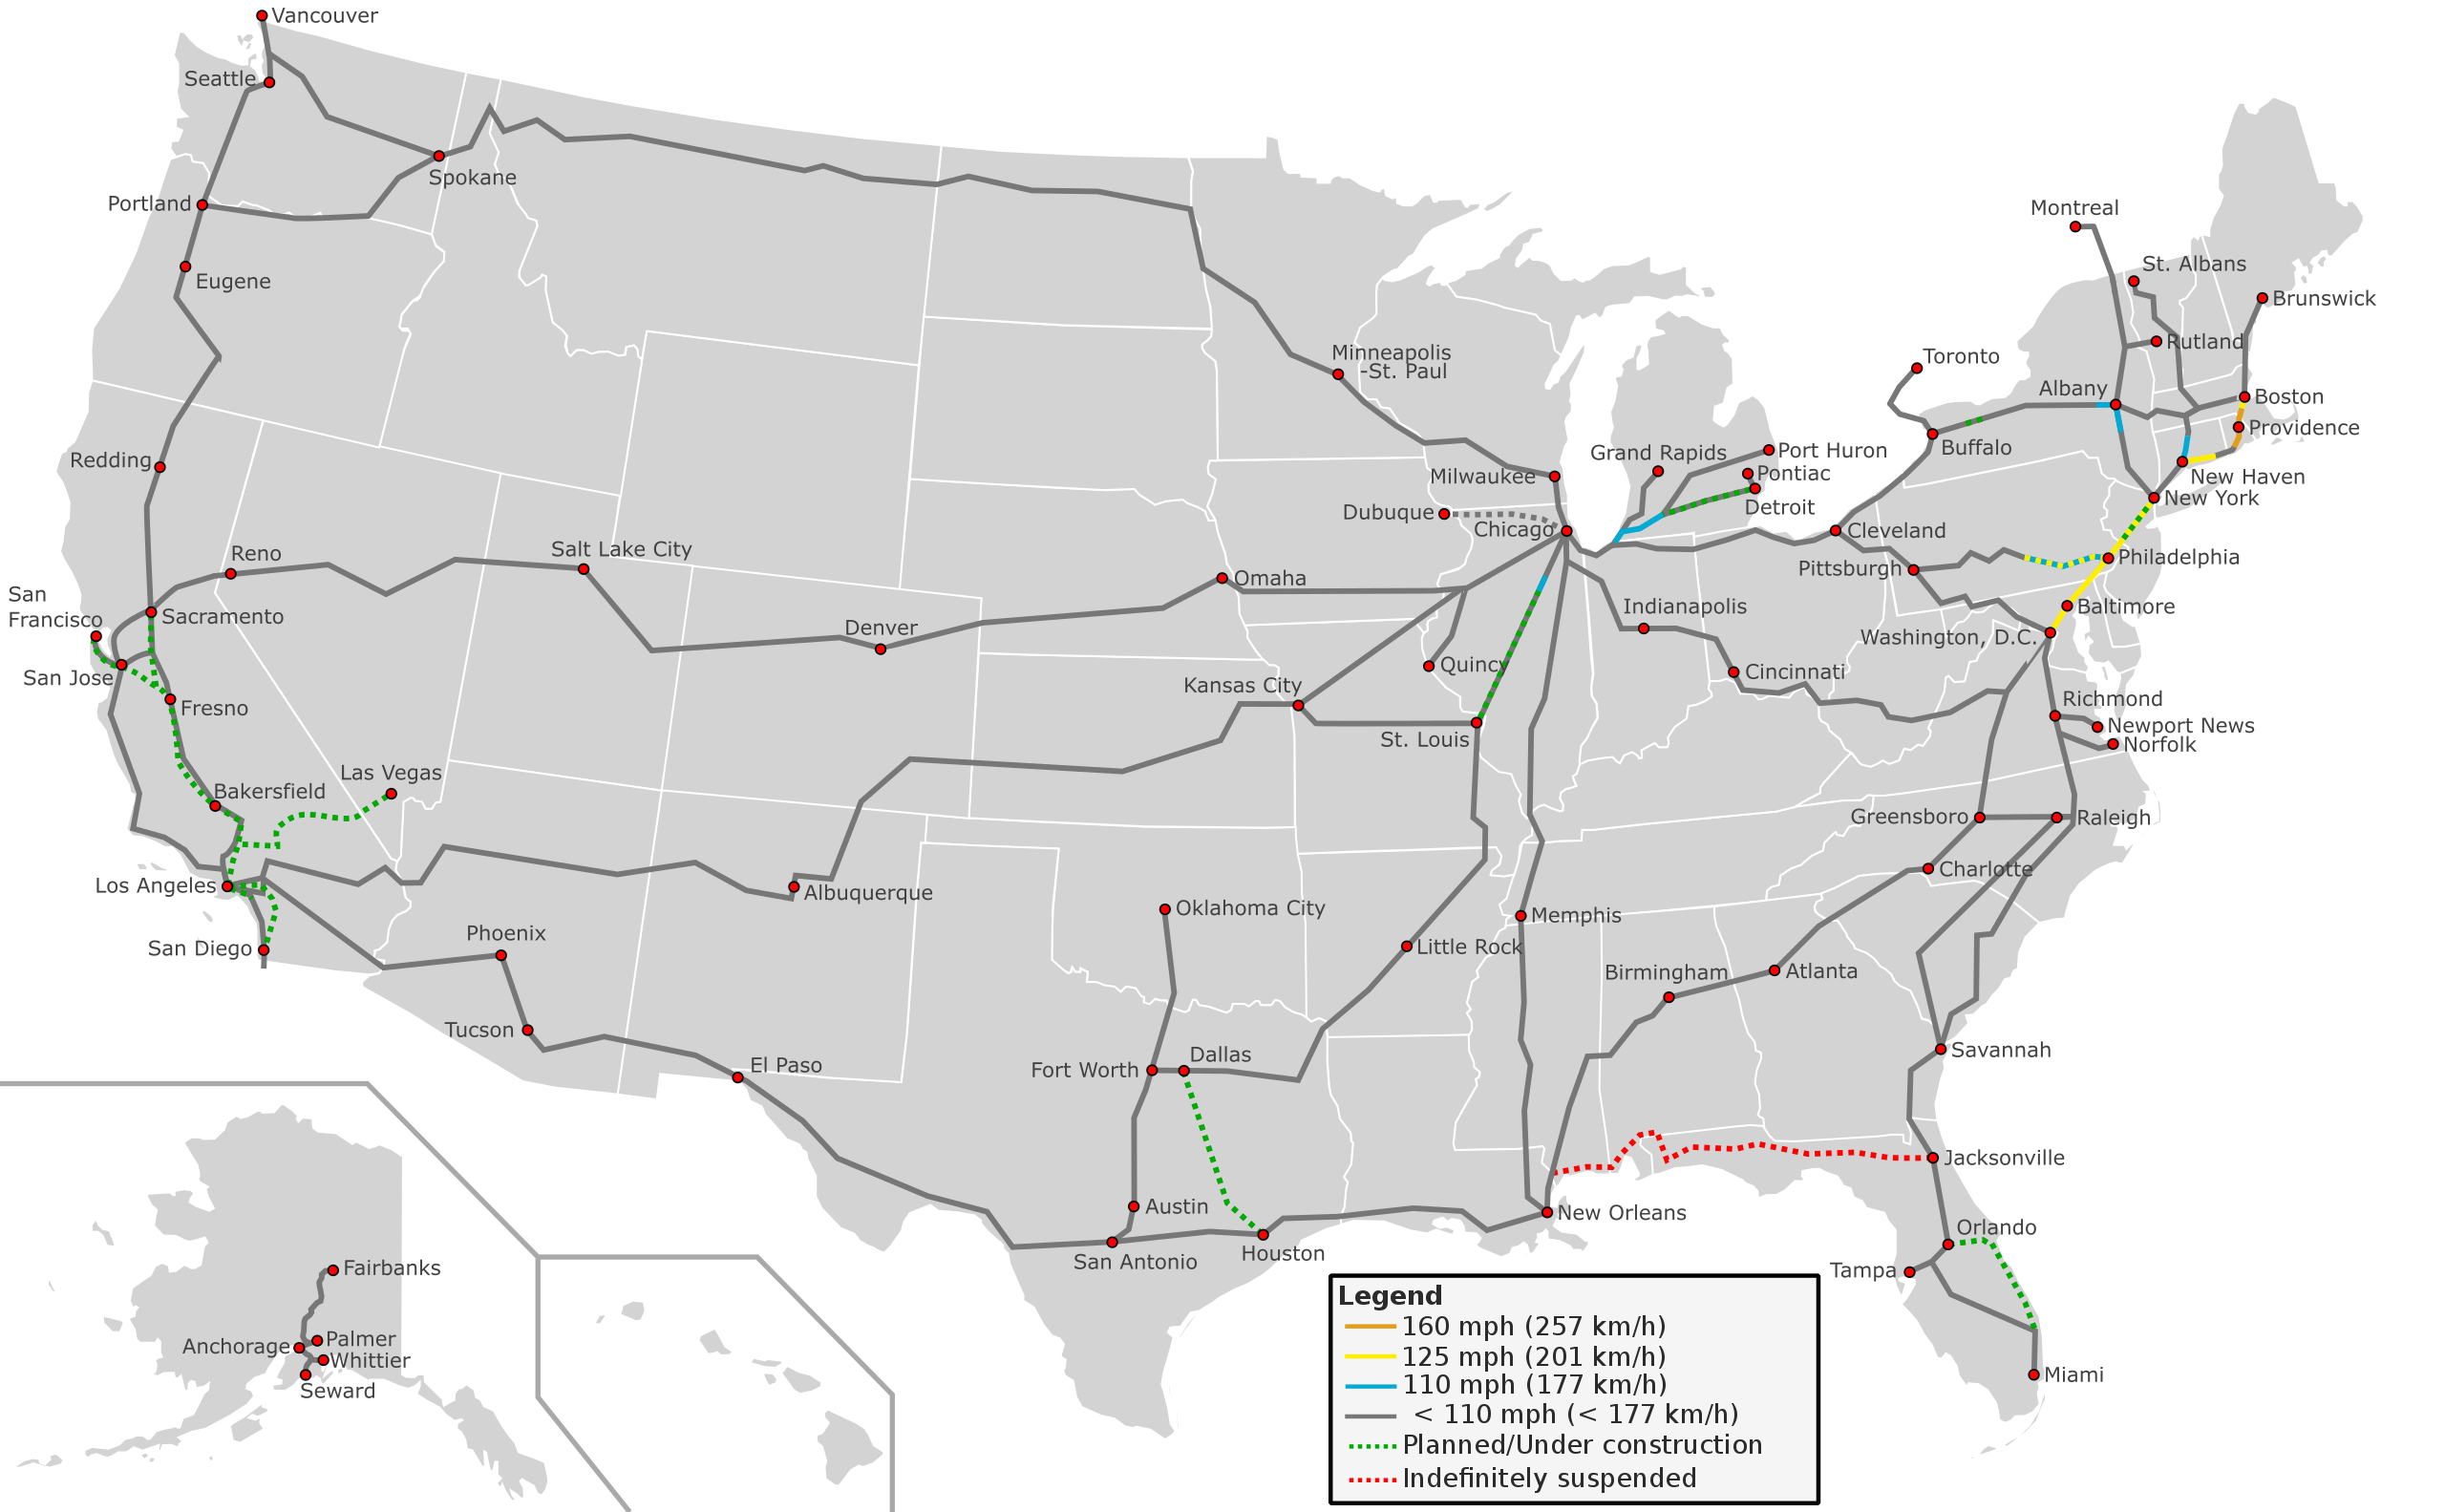 Vancouver
Seattle
Spokane
Portland
Eugene
Redding
Reno
Salt Lake City
San
Francisco
Sacramento
San Jose
Fresno
Bakersfield
Las Vegas
Los Angeles
San Diego
Phoenix
Tucson
Albuquerque
El Paso
Denver
Omaha
Kansas City
Oklahoma City
Fort Worth
Dallas
Austin
San Antonio
Houston
Little Rock
Minneapolis
-St. Paul
Milwaukee
Dubuque
Chicago
Quincy
St. Louis
Grand Rapids
Port Huron
Pontiac
Detroit
Indianapolis
Cincinnati
Cleveland
Pittsburgh
Memphis
Birmingham
Atlanta
New Orleans
Montreal
St. Albans
Brunswick
Rutland
Toronto
Albany
Boston
Providence
Buffalo
New Haven
New York
Philadelphia
Baltimore
Washington, D.C.
Richmond
Newport News
Norfolk
Greensboro
Raleigh
Charlotte
Savannah
Jacksonville
Orlando
Tampa
Miami
Fairbanks
Palmer
Anchorage
Whittier
Seward
Legend
160 mph (257 km/h)
125 mph (201 km/h)
110 mph (177 km/h)
< 110 mph (< 177 km/h)
Planned/Under construction
Indefinitely suspended